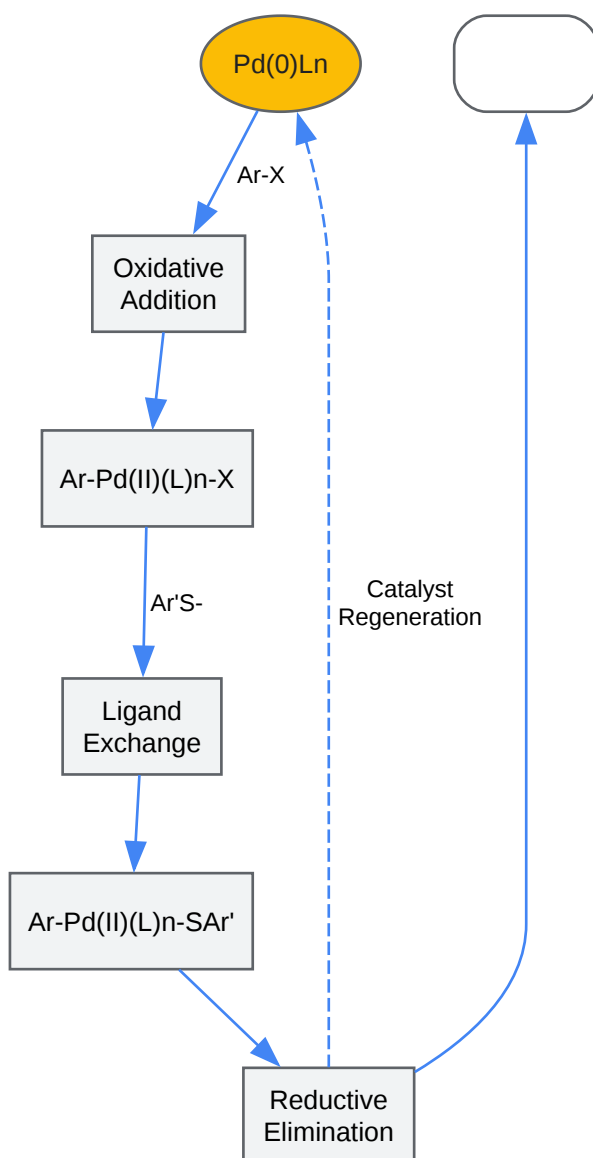 Pd(0)Ln
Ar-X
Oxidative
Addition
Ar-Pd(II)(L)n-X
Ar'S-
Catalyst
Regeneration
Ligand
Exchange
Ar-Pd(II)(L)n-SAr'
Reductive
Elimination